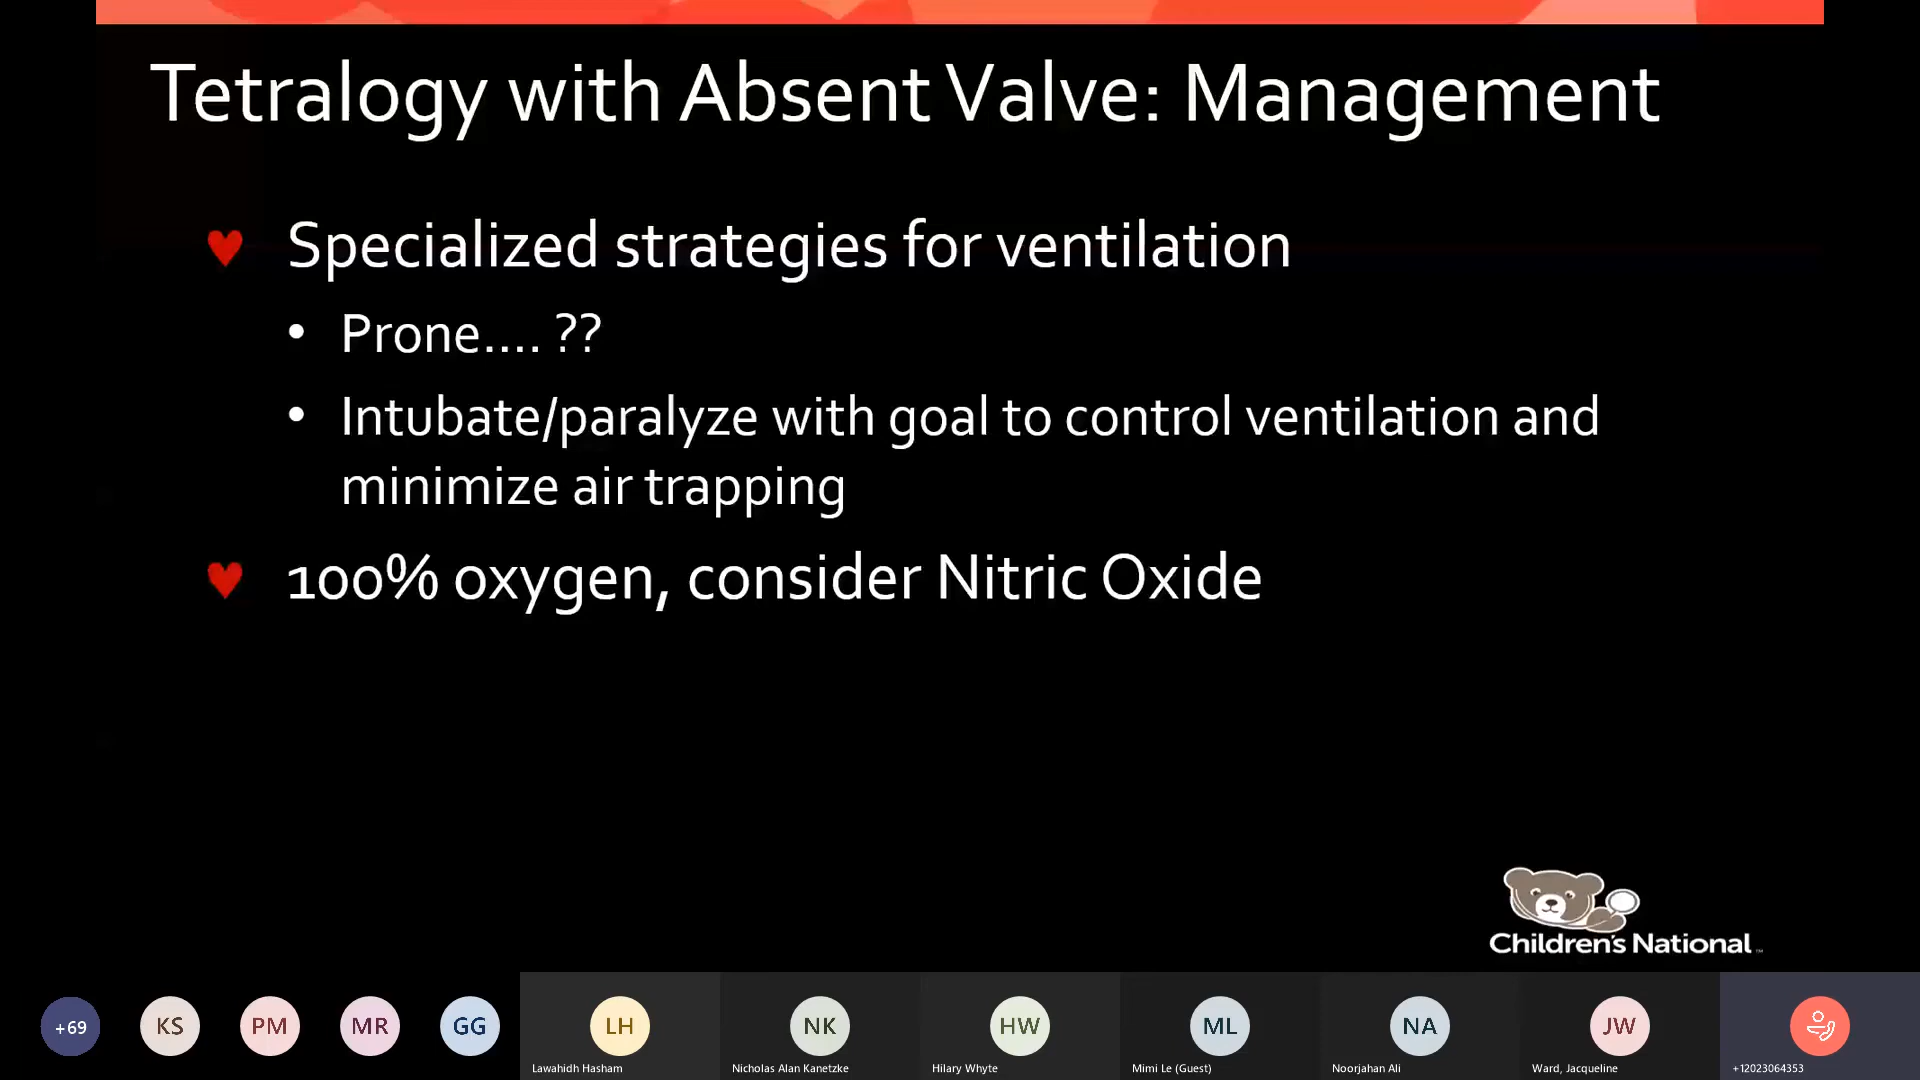 Tetralogy with Absent Valve: Management
Specialized strategies for ventilation
• Prone.... ??
• Intubate/paralyze with goal to control ventilation and
minimize air trapping
100% oxygen, consider Nitric Oxide
Children's National™
+69
KS
PM
MR
GG
LH
NK
HW
ML
NA
JW
Lawahidh Hasham
Nicholas Alan Kanetzke
Hilary Whyte
Mimi Le (Guest)
Noorjahan Ali
Ward, Jacqueline
+12023064353